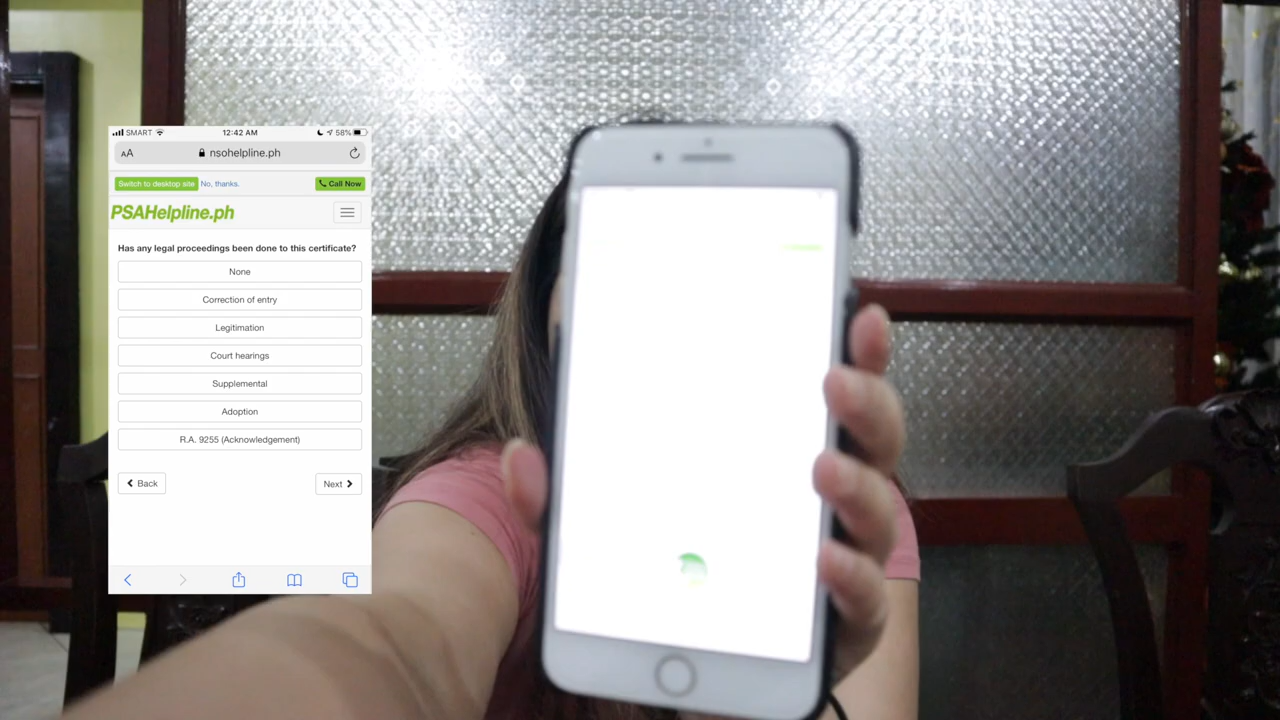 SMART 12:42 AM 58%
AA nsohelpline.ph
Switch to desktop site No, thanks. Call Now
PSAHelpline.ph
Has any legal proceedings been done to this certificate?
None
Correction of entry
Legitimation
Court hearings
Supplemental
Adoption
R.A. 9255 (Acknowledgement)
Back Next